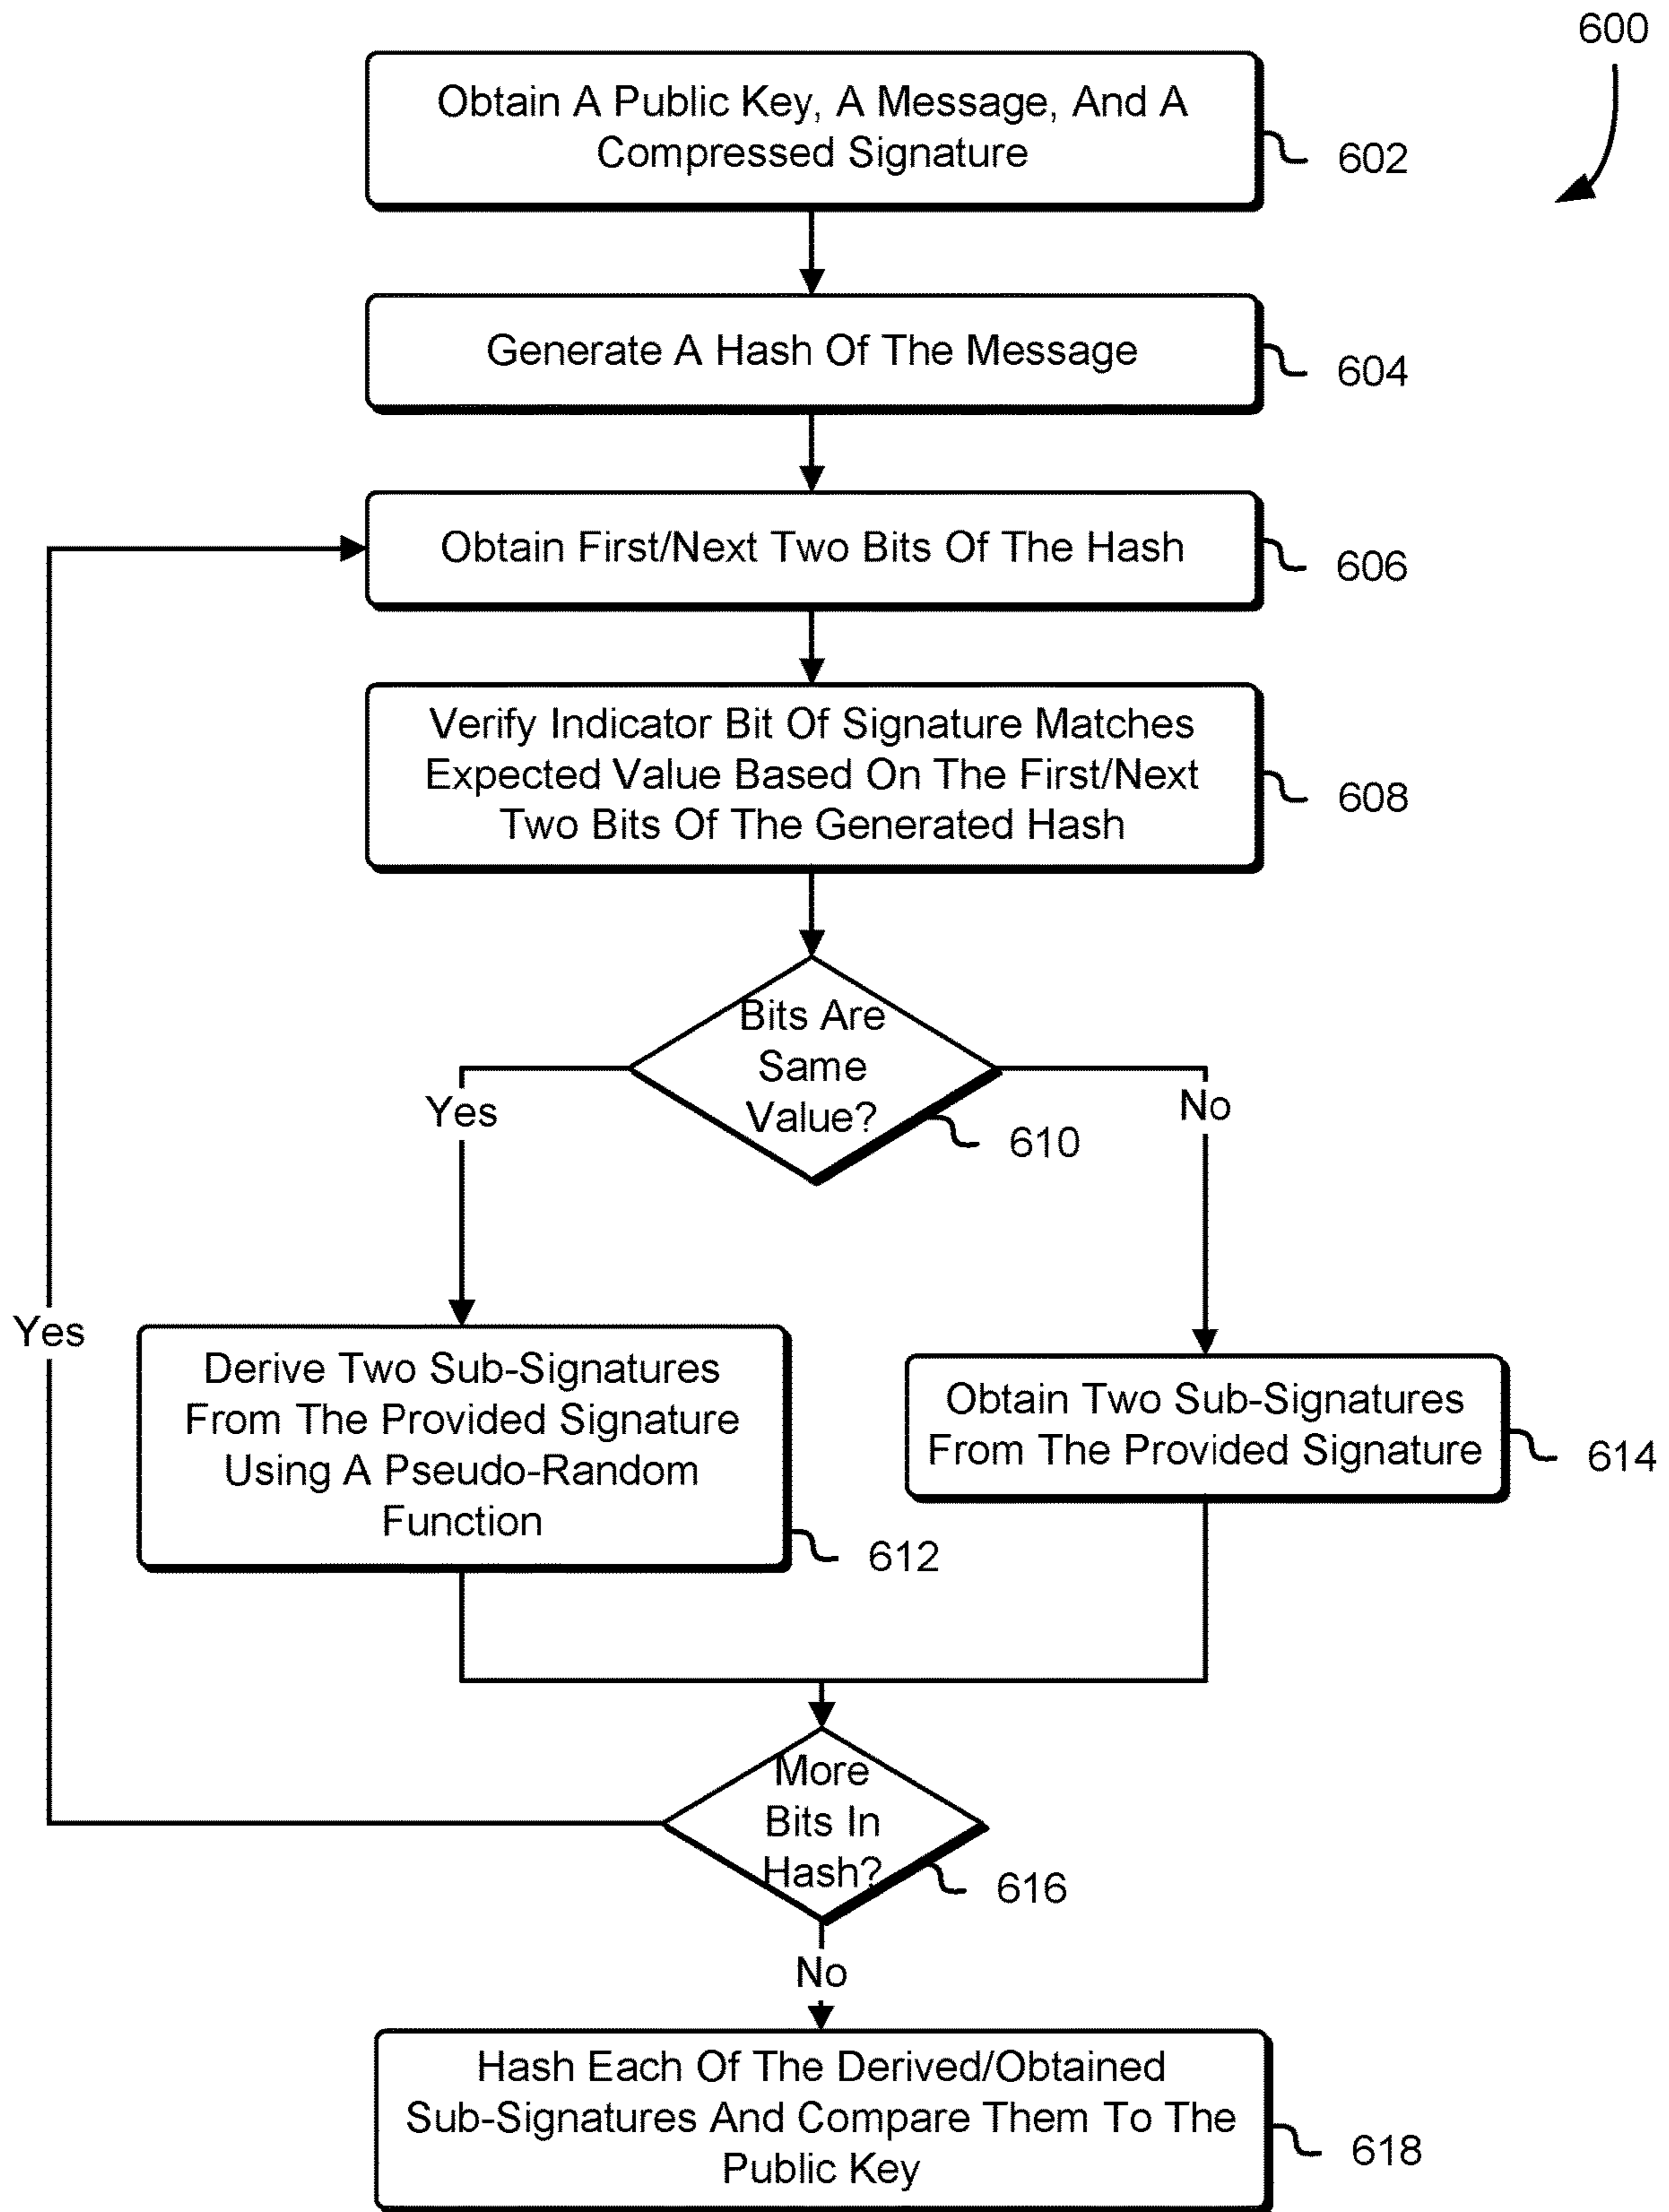 600
Obtain A Public Key, A Message, And A
Compressed Signature
602
Generate A Hash Of The Message
604
Obtain First/Next Two Bits Of The Hash
606
Verify Indicator Bit Of Signature Matches
Expected Value Based On The First/Next
Two Bits Of The Generated Hash
608
Bits Are
Same
Value?
610
Yes
No
Yes
Derive Two Sub-Signatures
From The Provided Signature
Using A Pseudo-Random
Function
612
Obtain Two Sub-Signatures
From The Provided Signature
614
More
Bits In
Hash?
616
No
Hash Each Of The Derived/Obtained
Sub-Signatures And Compare Them To The
Public Key
618